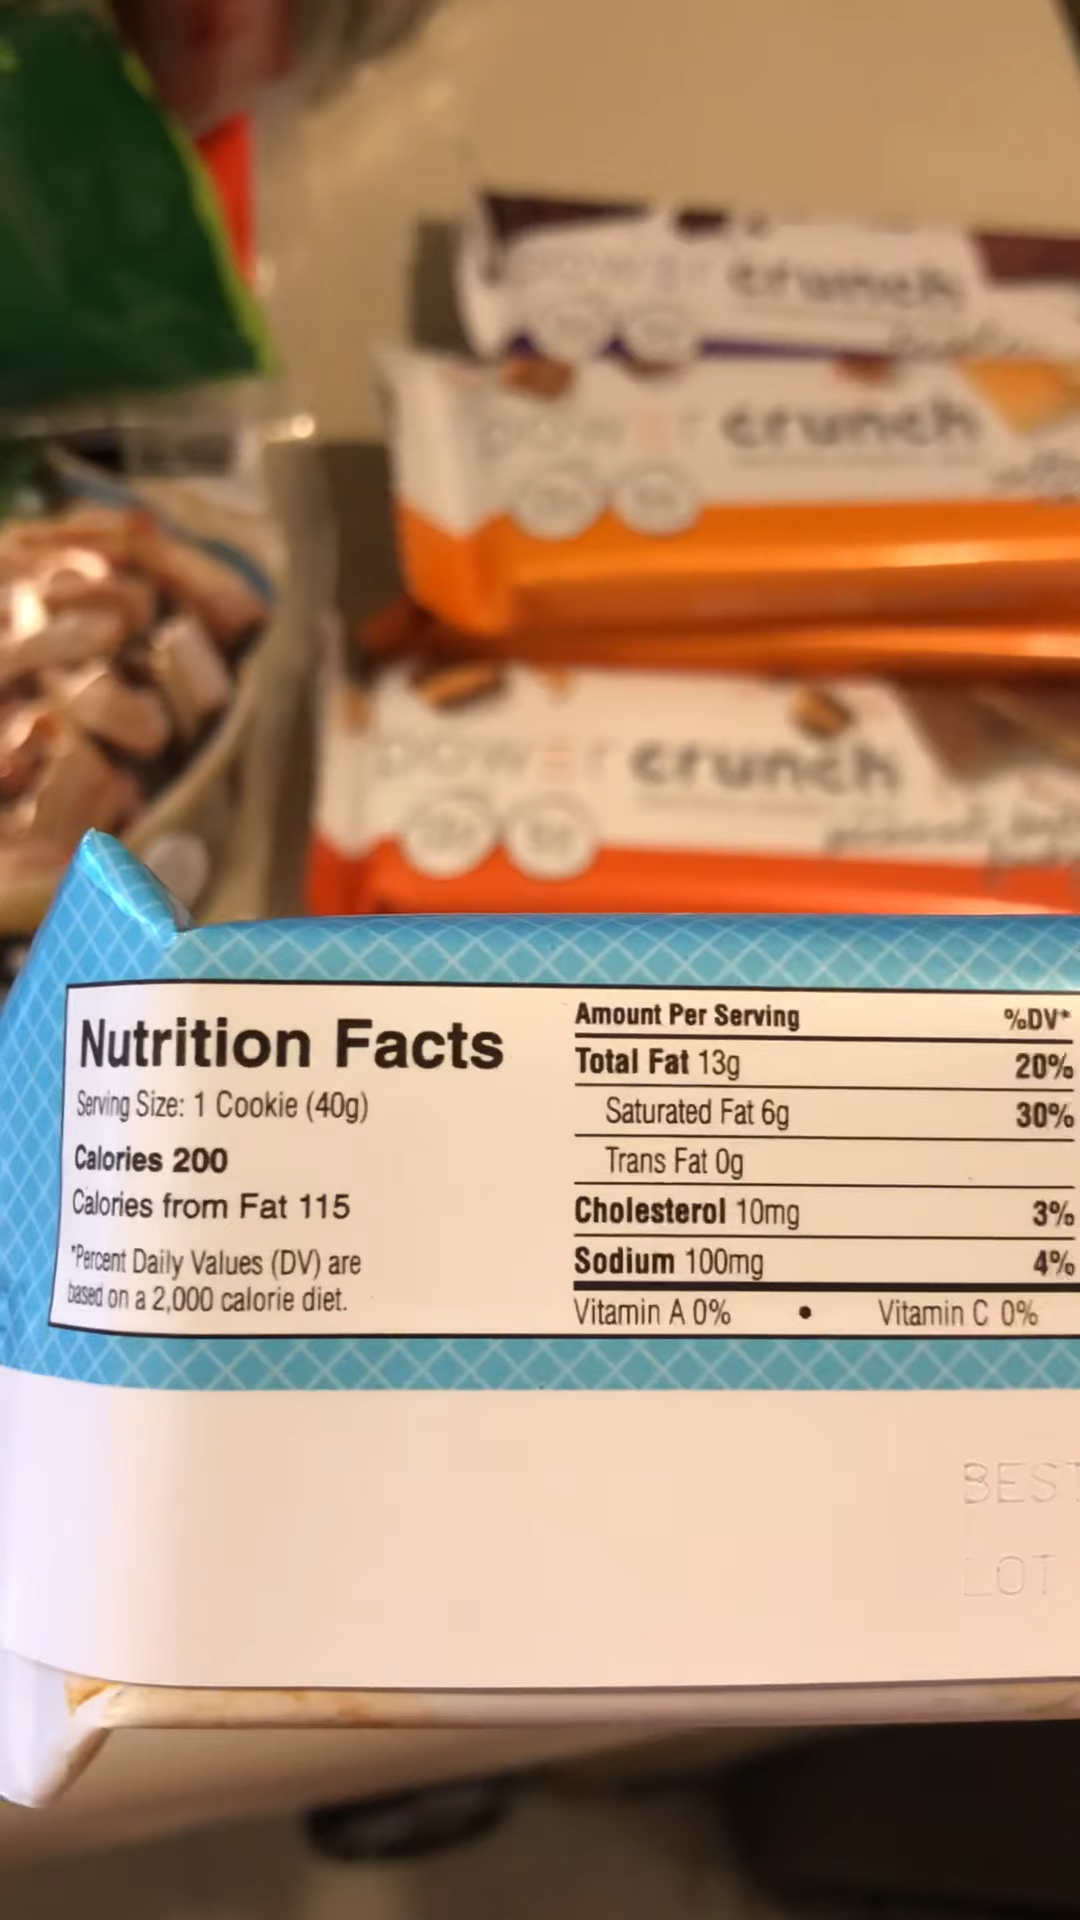 power crunch
power crunch
power crunch
peanut
Nutrition Facts
Serving Size: 1 Cookie (40g)
Calories 200
Calories from Fat 115
*Percent Daily Values (DV) are
based on a 2,000 calorie diet.
Amount Per Serving %DV*
Total Fat 13g 20%
Saturated Fat 6g 30%
Trans Fat 0g
Cholesterol 10mg 3%
Sodium 100mg 4%
Vitamin A 0% • Vitamin C 0%
BEST
LOT